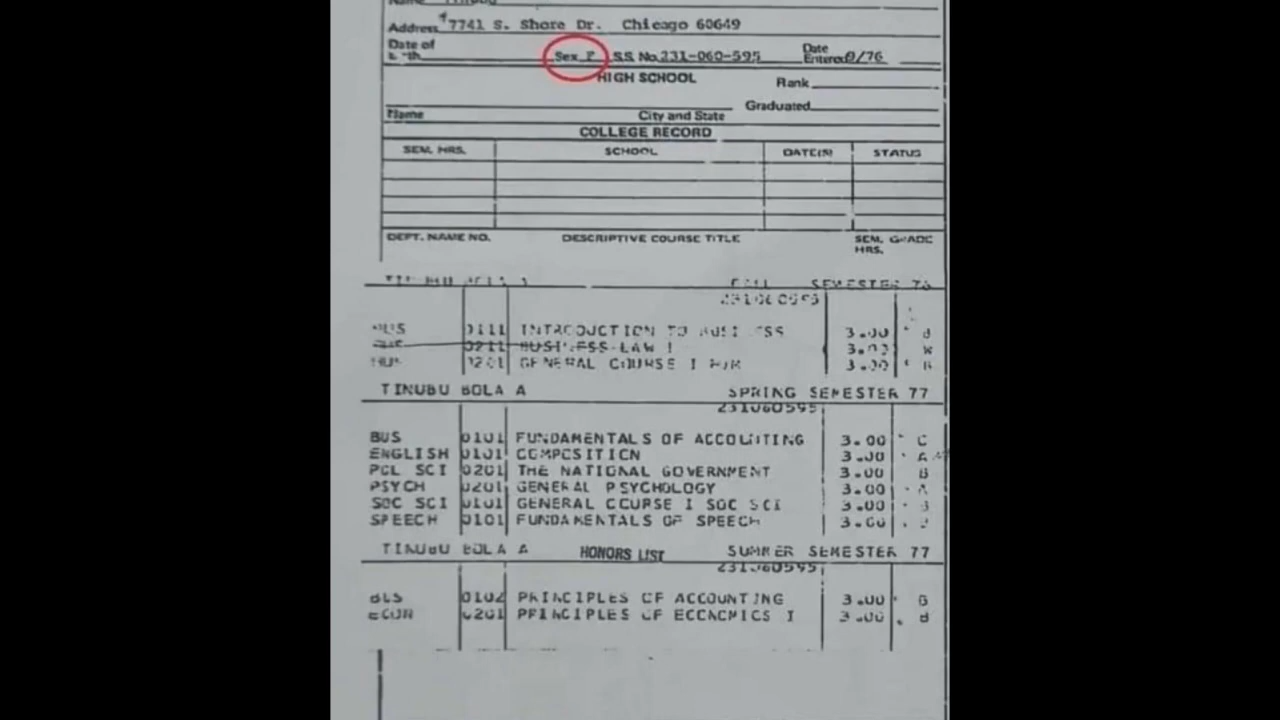 Address 7741 S. Shore Dr. Chicago 60649
Date of
Sex F S.S. No. 231-060-595 Date Entered 9/76
HIGH SCHOOL Rank
Graduated
Name City and State
COLLEGE RECORD
SEM. HRS. SCHOOL DATE(S) STATUS
DEPT. NAME NO. DESCRIPTIVE COURSE TITLE SEM. HRS. GRADE
SEMESTER 76
231060595
BUS 0111 INTRODUCTION TO BUSINESS 3.00 B
0211 BUSINESS LAW I 3.00 W
HUM 0201 GENERAL COURSE I HUM 3.00 B
TINUBU BOLA A SPRING SEMESTER 77
231060595
BUS 0101 FUNDAMENTALS OF ACCOUNTING 3.00 C
ENGLISH 0101 COMPOSITION 3.00 A
POL SCI 0201 THE NATIONAL GOVERNMENT 3.00 B
PSYCH 0201 GENERAL PSYCHOLOGY 3.00 A
SOC SCI 0101 GENERAL COURSE I SOC SCI 3.00 B
SPEECH 0101 FUNDAMENTALS OF SPEECH 3.00
TINUBU BOLA A HONORS LIST SUMMER SEMESTER 77
231060595
BUS 0102 PRINCIPLES OF ACCOUNTING 3.00 B
ECON 0201 PRINCIPLES OF ECONOMICS I 3.00 B